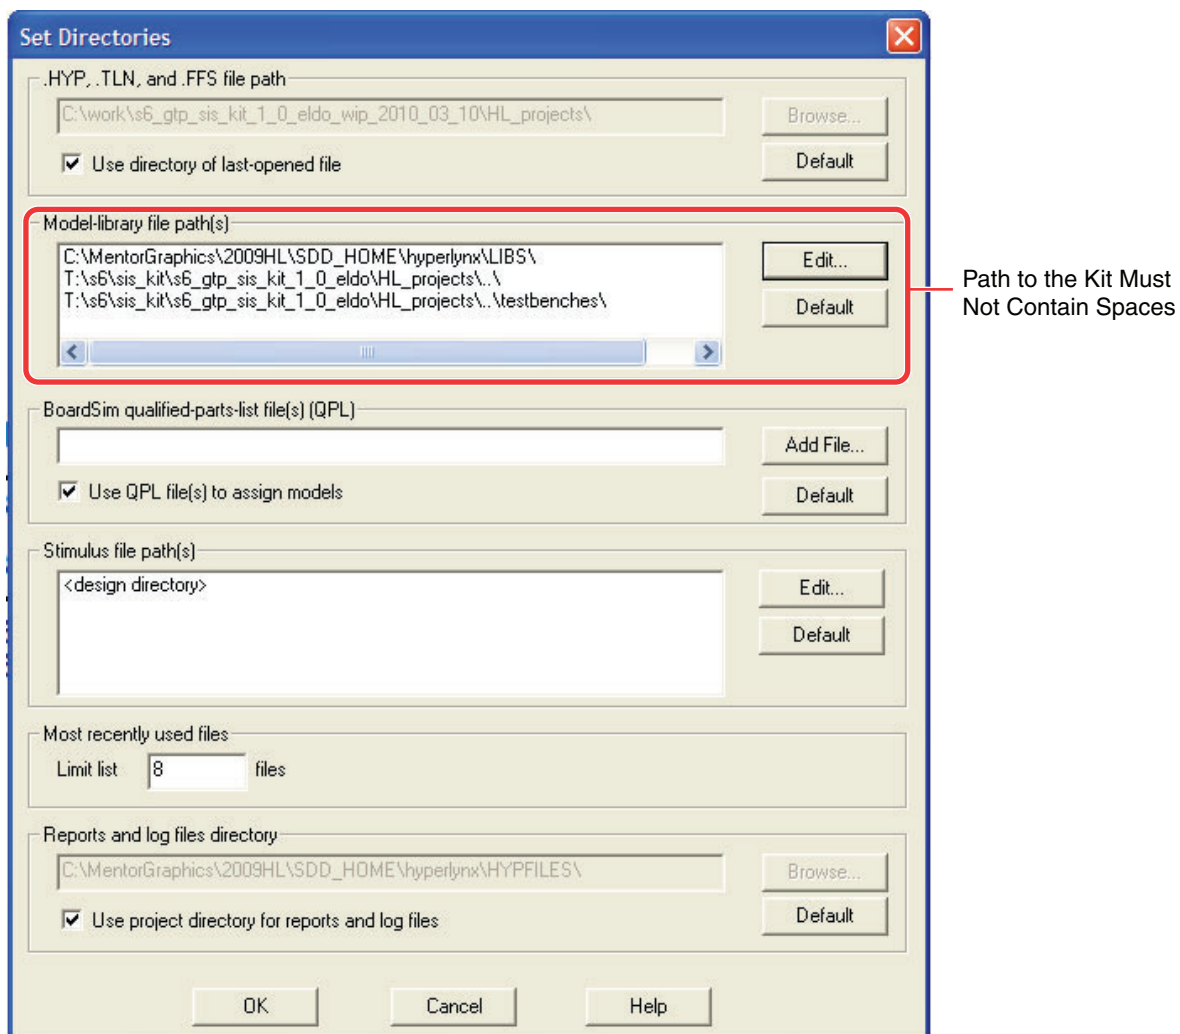 Set Directories
.HYP, .TLN, and .FFS file path
C:\work\s6_gtp_sis_kit_1_0_eldo_wip_2010_03_10\HL_projects\
Browse...
Use directory of last-opened file
Default
Model-library file path(s)
C:\MentorGraphics\2009HL\SDD_HOME\hyperlynx\LIBS\
T:\s6\sis_kit\s6_gtp_sis_kit_1_0_eldo\HL_projects\..\
T:\s6\sis_kit\s6_gtp_sis_kit_1_0_eldo\HL_projects\..\testbenches\
Edit...
Default
Path to the Kit Must
Not Contain Spaces
BoardSim qualified-parts-list file(s) (QPL)
Add File...
Use QPL file(s) to assign models
Default
Stimulus file path(s)
<design directory>
Edit...
Default
Most recently used files
Limit list 8 files
Reports and log files directory
C:\MentorGraphics\2009HL\SDD_HOME\hyperlynx\HYPFILES\
Browse...
Use project directory for reports and log files
Default
OK Cancel Help